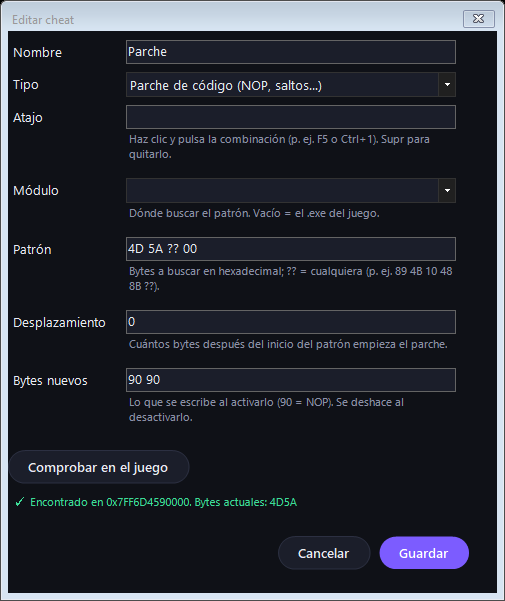 Editar cheat
Nombre
Parche
Tipo
Parche de código (NOP, saltos...)
Atajo
Haz clic y pulsa la combinación (p. ej. F5 o Ctrl+1). Supr para
quitarlo.
Módulo
Dónde buscar el patrón. Vacío = el .exe del juego.
Patrón
4D 5A ?? 00
Bytes a buscar en hexadecimal; ?? = cualquiera (p. ej. 89 4B 10 48
8B ??).
Desplazamiento
0
Cuántos bytes después del inicio del patrón empieza el parche.
Bytes nuevos
90 90
Lo que se escribe al activarlo (90 = NOP). Se deshace al
desactivarlo.
Comprobar en el juego
✓ Encontrado en 0x7FF6D4590000. Bytes actuales: 4D5A
Cancelar
Guardar